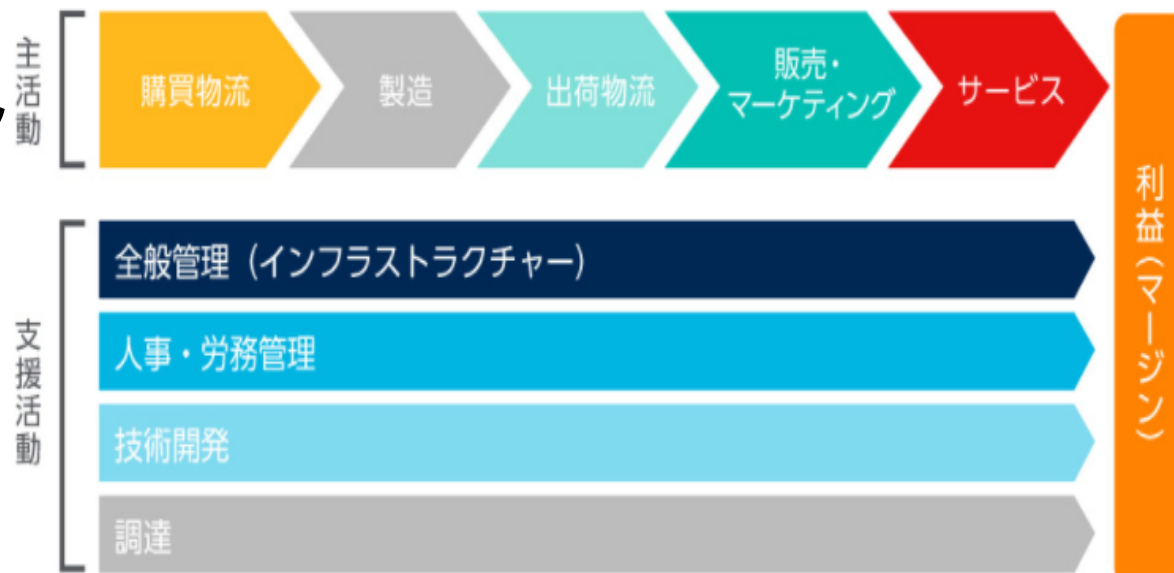 主活動
購買物流
製造
出荷物流
販売・
マーケティング
サービス
支援活動
全般管理（インフラストラクチャー）
人事・労務管理
技術開発
調達
利益（マージン）